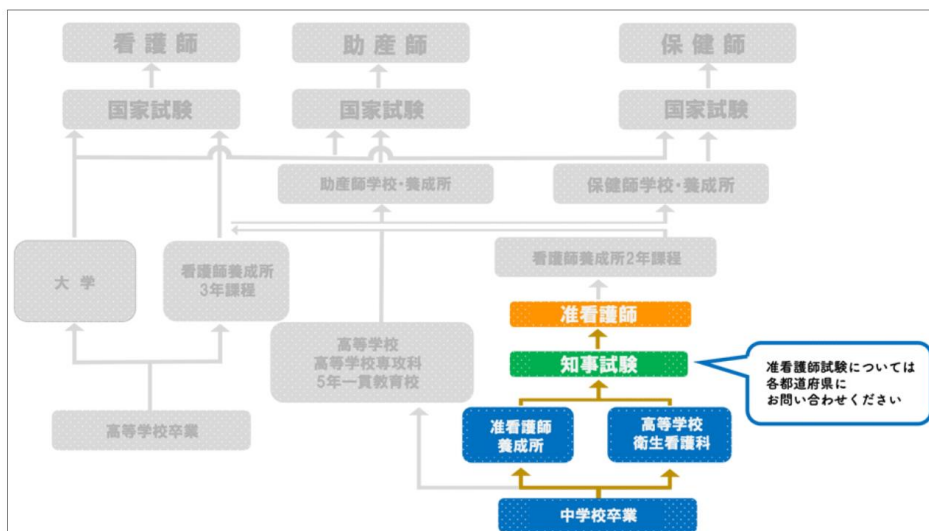 看護師
助産師
保健師
国家試験
国家試験
国家試験
助産師学校・養成所
保健師学校・養成所
大学
看護師養成所
3年課程
看護師養成所2年課程
准看護師
高等学校
高等学校専攻科
5年一貫教育校
知事試験
准看護師試験については
各都道府県に
お問い合わせください
高等学校卒業
准看護師
養成所
高等学校
衛生看護科
中学校卒業